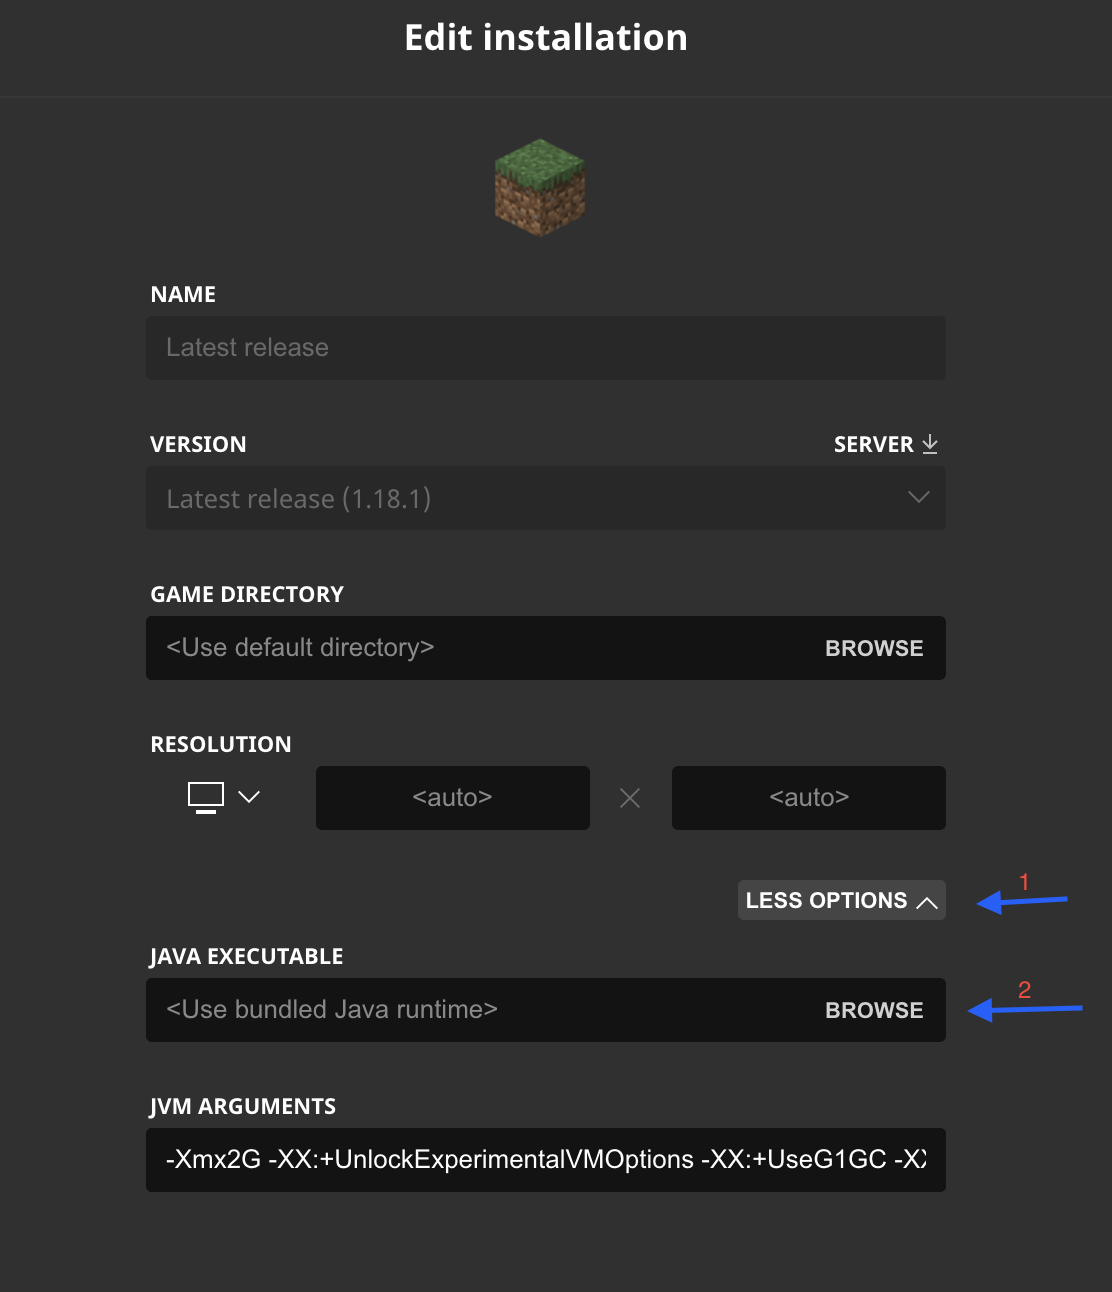 Edit installation
NAME
Latest release
VERSION
SERVER
Latest release (1.18.1)
GAME DIRECTORY
<Use default directory>
BROWSE
RESOLUTION
<auto>
<auto>
LESS OPTIONS
1
JAVA EXECUTABLE
<Use bundled Java runtime>
BROWSE
2
JVM ARGUMENTS
-Xmx2G -XX:+UnlockExperimentalVMOptions -XX:+UseG1GC -XX